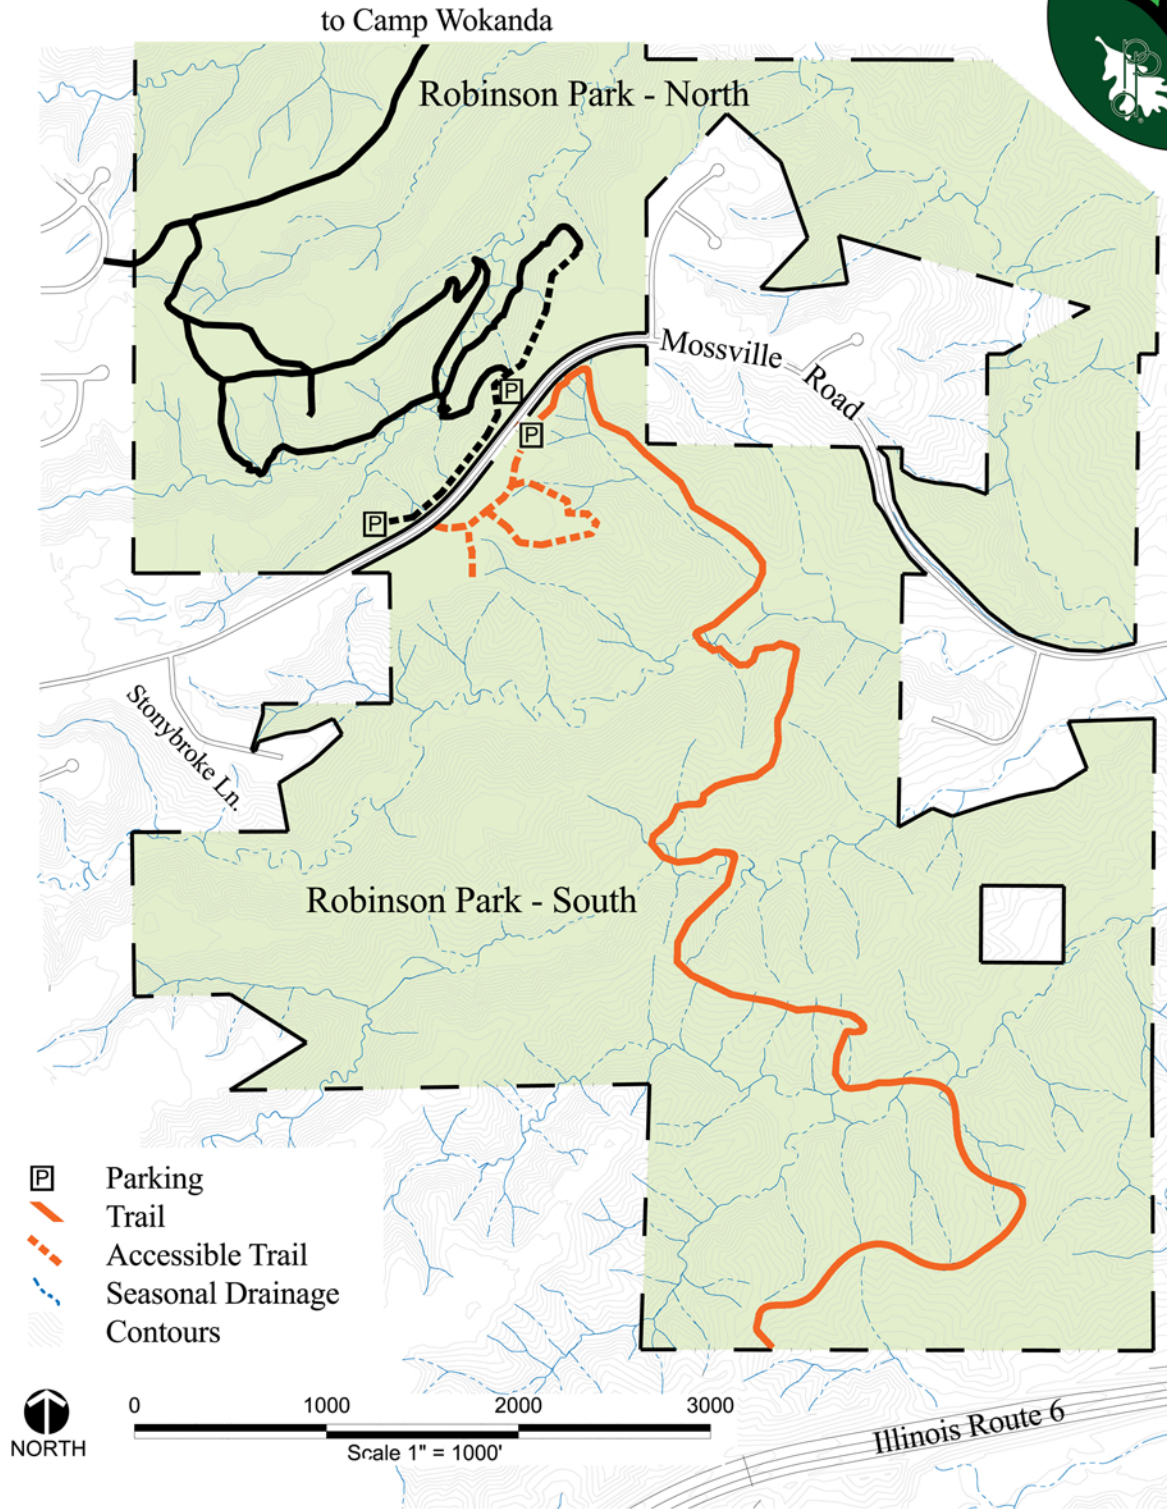 to Camp Wokanda
Robinson Park - North
Mossville Road
P
P
P
Stonybroke Ln.
Robinson Park - South
P Parking
Trail
Accessible Trail
Seasonal Drainage
Contours
NORTH
0 1000 2000 3000
Scale 1" = 1000'
Illinois Route 6